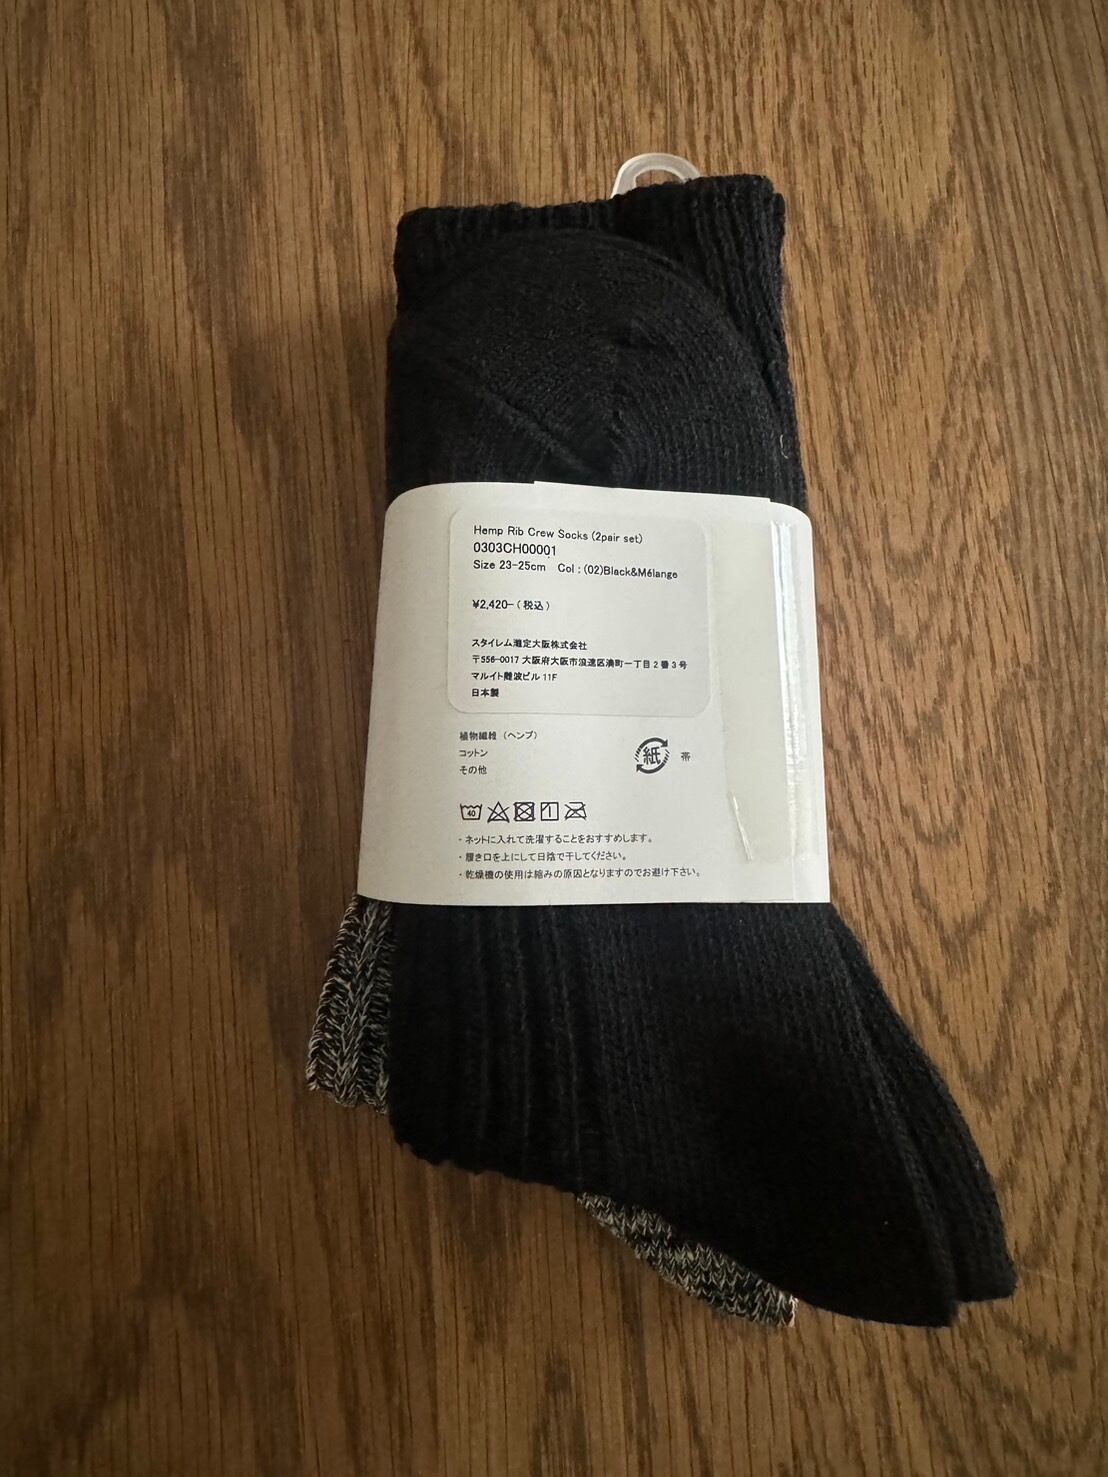 Hemp Rib Crew Socks (2pair set)
0303CH00001
Size 23-25cm Col : (02)Black&Mélange
¥2,420-(税込)
スタイレム瀧定大阪株式会社
〒556-0017 大阪府大阪市浪速区湊町一丁目2番3号
マルイト難波ビル 11F
日本製
植物繊維(ヘンプ)
コットン
その他
紙 帯
40
・ネットに入れて洗濯することをおすすめします。
・履き口を上にして日陰で干してください。
・乾燥機の使用は縮みの原因となりますのでお避け下さい。